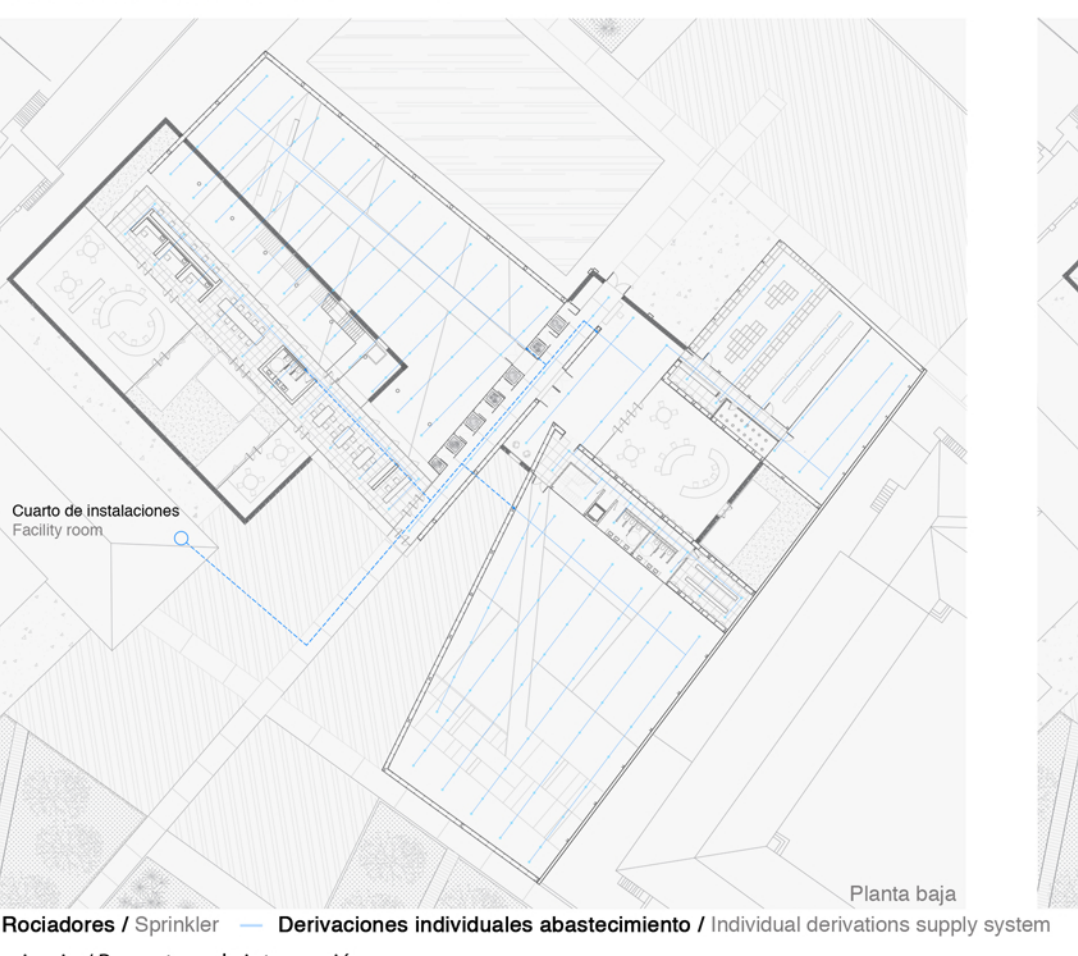 Cuarto de instalaciones
Facility room
Planta baja
Rociadores / Sprinkler — Derivaciones individuales abastecimiento / Individual derivations supply system